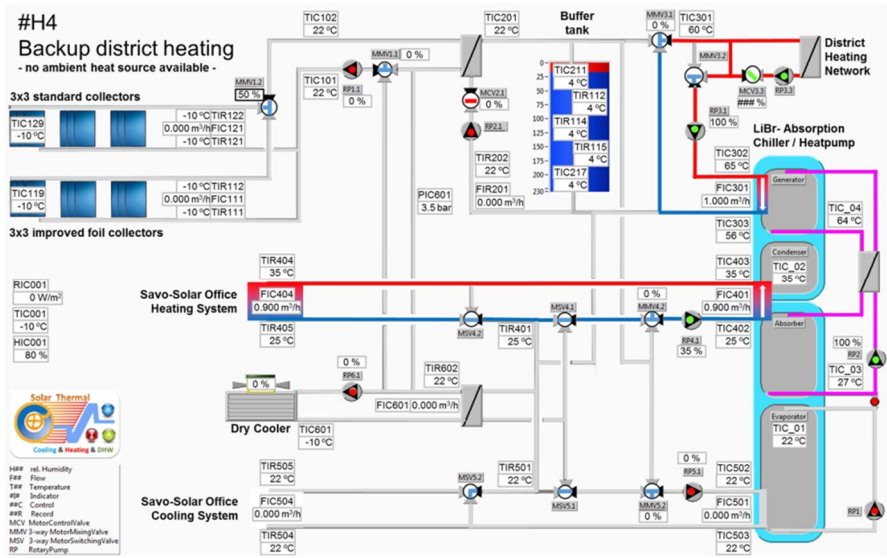 #H4
Backup district heating
- no ambient heat source available -
3x3 standard collectors
TIC129
-10 ºC
-10 ºC TIR122
0.000 m³/h FIC121
-10 ºC TIR121
MMV1.2
50 %
TIC119
-10 ºC
-10 ºC TIR112
0.000 m³/h FIC111
-10 ºC TIR111
3x3 improved foil collectors
TIC102
22 ºC
TIC101
22 ºC
RP1.1
0 %
MMV1.1
0 %
TIC201
22 ºC
MCV2.1
0 %
RP2.1
TIR202
22 ºC
FIR201
0.000 m³/h
PIC601
3.5 bar
Buffer
tank
0
25
50
75
100
125
150
175
200
230
TIC211
4 ºC
TIR112
4 ºC
TIR114
4 ºC
TIR115
4 ºC
TIC217
4 ºC
MMV3.1
0 %
TIC301
60 ºC
MMV3.2
MCV3.3
### %
RP3.3
District
Heating
Network
RP3.1
100 %
LiBr- Absorption
Chiller / Heatpump
TIC302
65 ºC
FIC301
1.000 m³/h
TIC303
56 ºC
Generator
TIC_04
64 ºC
Condenser
TIC_02
35 ºC
TIC403
35 ºC
FIC401
0.900 m³/h
TIC402
25 ºC
Absorber
100 %
RP2
TIC_03
27 ºC
Evaporator
TIC_01
22 ºC
RP1
RIC001
0 W/m²
TIC001
-10 ºC
HIC001
80 %
Savo-Solar Office
Heating System
TIR404
35 ºC
FIC404
0.900 m³/h
TIR405
25 ºC
MSV4.2
TIR401
25 ºC
MSV4.1
0 %
MMV4.2
RP4.1
35 %
0 %
Dry Cooler
0 %
RP6.1
TIC601
-10 ºC
TIR602
22 ºC
FIC601 0.000 m³/h
Savo-Solar Office
Cooling System
TIR505
22 ºC
FIC504
0.000 m³/h
TIR504
22 ºC
MSV5.2
TIR501
22 ºC
MSV5.1
MMV5.2
0 %
0 %
RP5.1
TIC502
22 ºC
FIC501
0.000 m³/h
TIC503
22 ºC
Solar Thermal
Cooling & Heating & DHW
H## rel. Humidity
F## Flow
T## Temperature
#I# Indicator
##C Control
##R Record
MCV MotorControlValve
MMV 3-way MotorMixingValve
MSV 3-way MotorSwitchingValve
RP RotaryPump